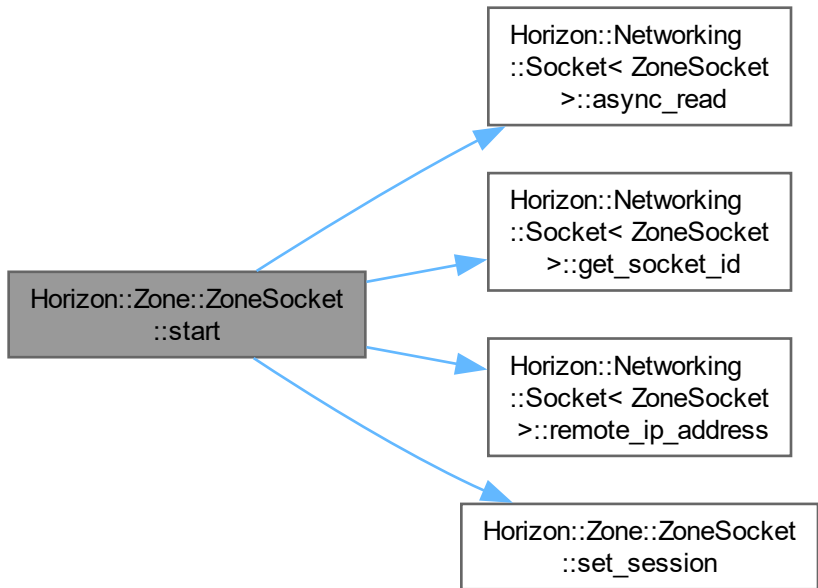 Horizon::Networking
::Socket< ZoneSocket
>::async_read
Horizon::Networking
::Socket< ZoneSocket
>::get_socket_id
Horizon::Zone::ZoneSocket
::start
Horizon::Networking
::Socket< ZoneSocket
>::remote_ip_address
Horizon::Zone::ZoneSocket
::set_session